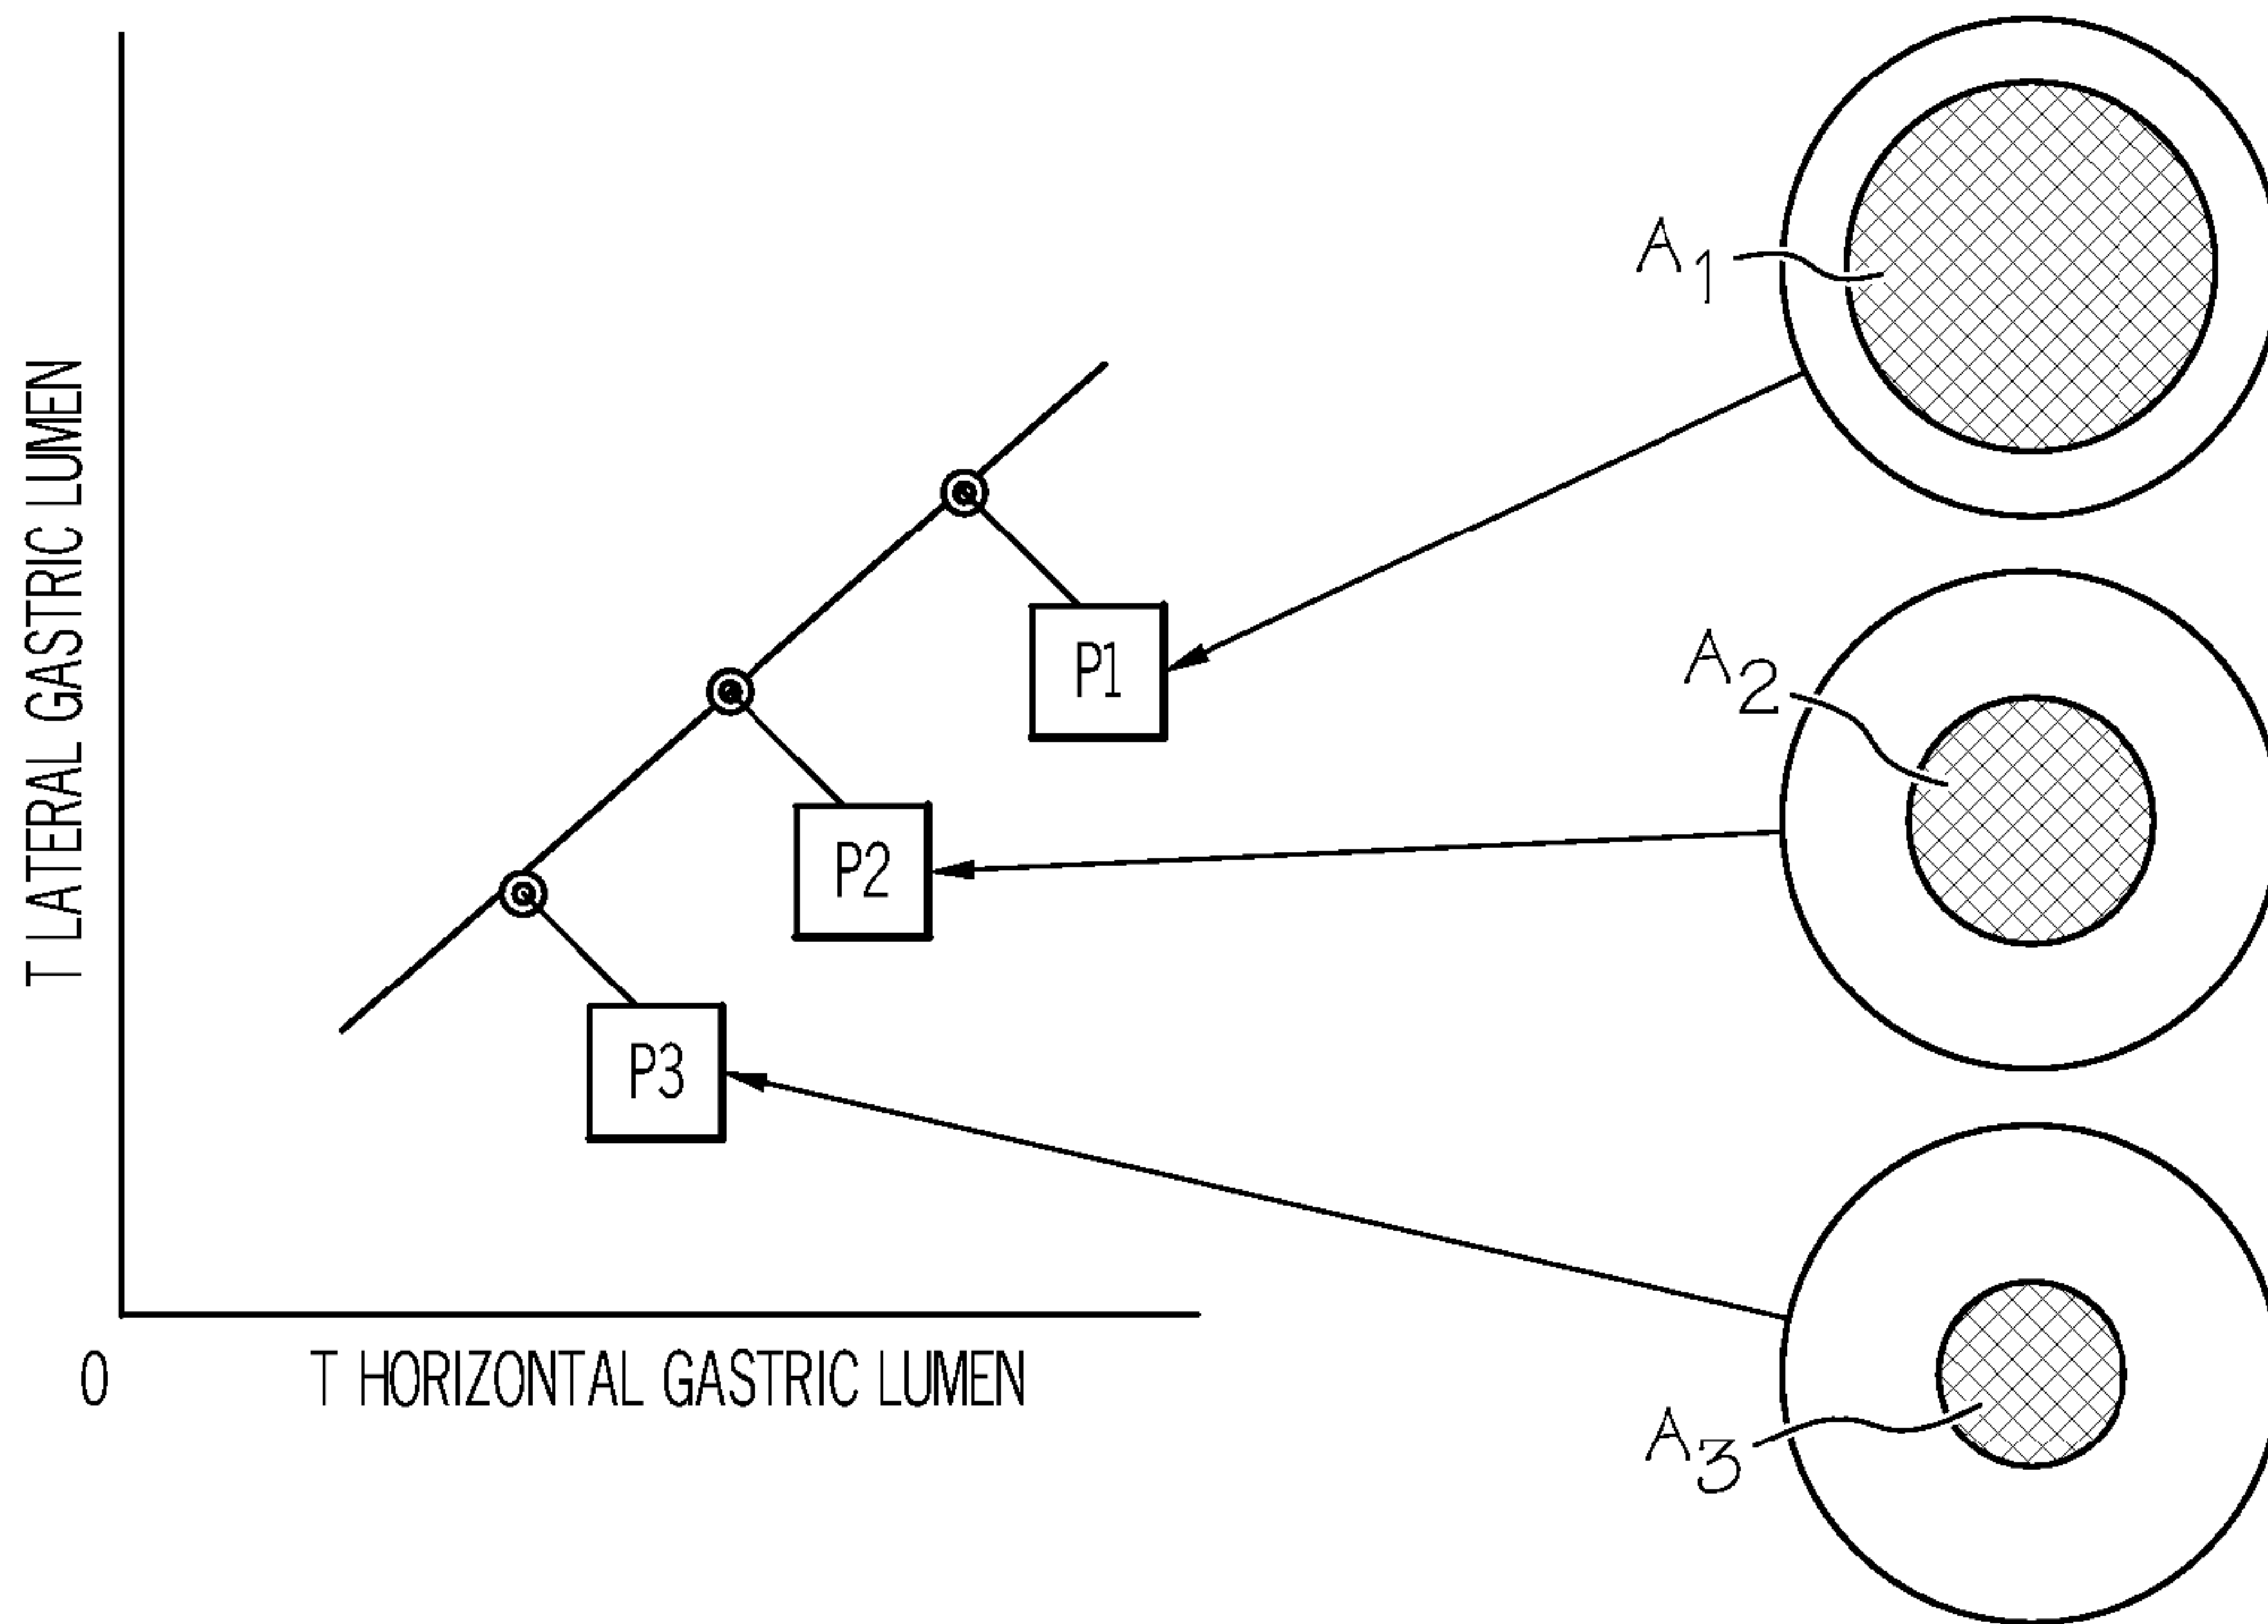 T LATERAL GASTRIC LUMEN
A1
P1
A2
P2
P3
A3
0
T HORIZONTAL GASTRIC LUMEN